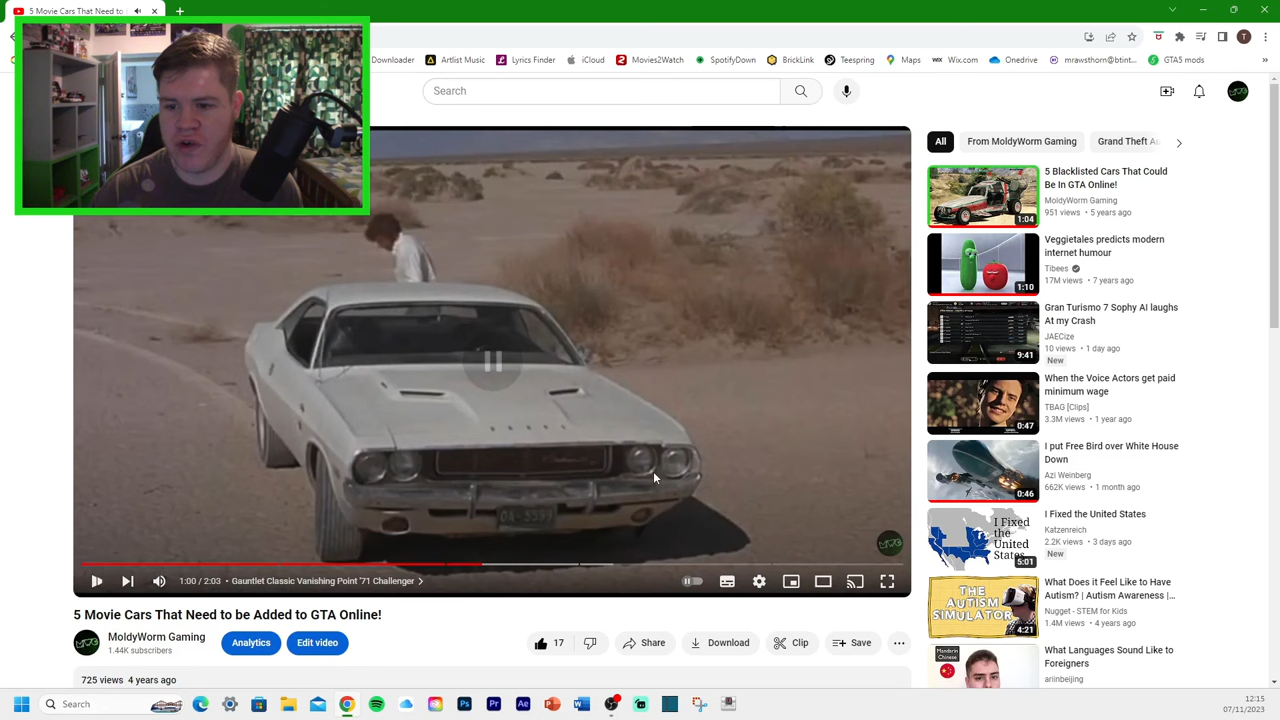 5 Movie Cars That Need to
Downloader
Artlist Music
Lyrics Finder
iCloud
Movies2Watch
SpotifyDown
BrickLink
Teespring
Maps
Wix.com
Onedrive
mrawsthorn@btint...
GTA5 mods
Search
All
From MoldyWorm Gaming
Grand Theft Au
5 Blacklisted Cars That Could
Be In GTA Online!
MoldyWorm Gaming
951 views • 5 years ago
1:04
Veggietales predicts modern
internet humour
Tibees
17M views • 7 years ago
1:10
Gran Turismo 7 Sophy AI laughs
At my Crash
JAECize
10 views • 1 day ago
New
9:41
When the Voice Actors get paid
minimum wage
TBAG [Clips]
3.3M views • 1 year ago
0:47
I put Free Bird over White House
Down
Azi Weinberg
662K views • 1 month ago
0:46
I Fixed
the
United
States
5:01
I Fixed the United States
Katzenreich
2.2K views • 3 days ago
New
THE
AUTISM
SIMULATOR
4:21
What Does it Feel Like to Have
Autism? | Autism Awareness |...
Nugget - STEM for Kids
1.4M views • 4 years ago
Mandarin
Chinese
What Languages Sound Like to
Foreigners
ariinbeijing
OA-5599
1:00 / 2:03 • Gauntlet Classic Vanishing Point '71 Challenger >
5 Movie Cars That Need to be Added to GTA Online!
MoldyWorm Gaming
1.44K subscribers
Analytics
Edit video
17
Share
Download
Clip
Save
725 views 4 years ago
Search
12:15
07/11/2023